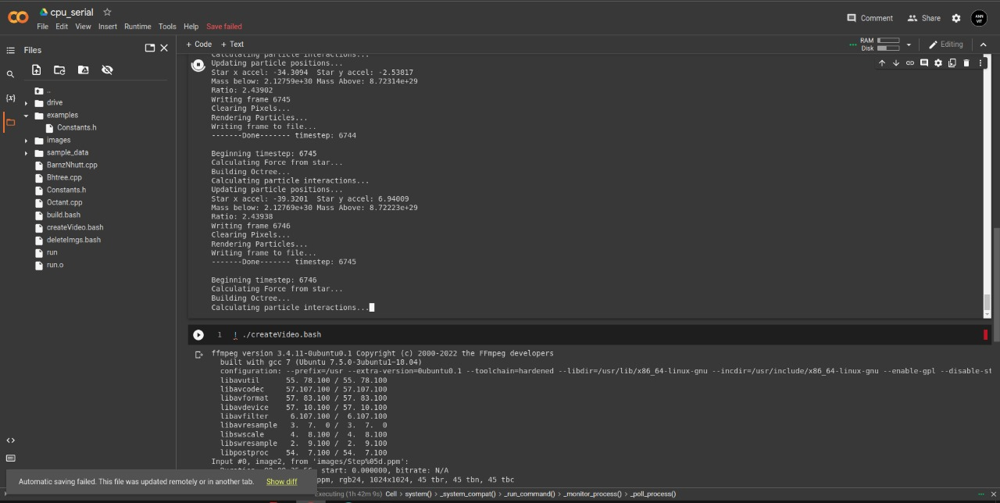 cpu_serial
File Edit View Insert Runtime Tools Help Save failed
Comment Share ANN VIT
Files
+ Code + Text
RAM
Disk
Editing
..
drive
examples
Constants.h
images
sample_data
BarnzNhutt.cpp
Bhtree.cpp
Constants.h
Octant.cpp
build.bash
createVideo.bash
deleteImgs.bash
run
run.o
Calculating particle interactions...
Updating particle positions...
Star x accel: -34.3094 Star y accel: -2.53817
Mass below: 2.12759e+30 Mass Above: 8.72314e+29
Ratio: 2.43902
Writing frame 6745
Clearing Pixels...
Rendering Particles...
Writing frame to file...
-------Done------- timestep: 6744
Beginning timestep: 6745
Calculating Force from star...
Building Octree...
Calculating particle interactions...
Updating particle positions...
Star x accel: -39.3201 Star y accel: 6.94009
Mass below: 2.12769e+30 Mass Above: 8.72223e+29
Ratio: 2.43938
Writing frame 6746
Clearing Pixels...
Rendering Particles...
Writing frame to file...
-------Done------- timestep: 6745
Beginning timestep: 6746
Calculating Force from star...
Building Octree...
Calculating particle interactions...
1 ! ./createVideo.bash
ffmpeg version 3.4.11-0ubuntu0.1 Copyright (c) 2000-2022 the FFmpeg developers
built with gcc 7 (Ubuntu 7.5.0-3ubuntu1~18.04)
configuration: --prefix=/usr --extra-version=0ubuntu0.1 --toolchain=hardened --libdir=/usr/lib/x86_64-linux-gnu --incdir=/usr/include/x86_64-linux-gnu --enable-gpl --disable-st
libavutil 55. 78.100 / 55. 78.100
libavcodec 57.107.100 / 57.107.100
libavformat 57. 83.100 / 57. 83.100
libavdevice 57. 10.100 / 57. 10.100
libavfilter 6.107.100 / 6.107.100
libavresample 3. 7. 0 / 3. 7. 0
libswscale 4. 8.100 / 4. 8.100
libswresample 2. 9.100 / 2. 9.100
libpostproc 54. 7.100 / 54. 7.100
Input #0, image2, from 'images/Step%05d.ppm':
start: 0.000000, bitrate: N/A
ppm, rgb24, 1024x1024, 45 tbr, 45 tbn, 45 tbc
Automatic saving failed. This file was updated remotely or in another tab. Show diff
Executing (1h 42m 9s) Cell > system() > _system_compat() > _run_command() > _monitor_process() > _poll_process()